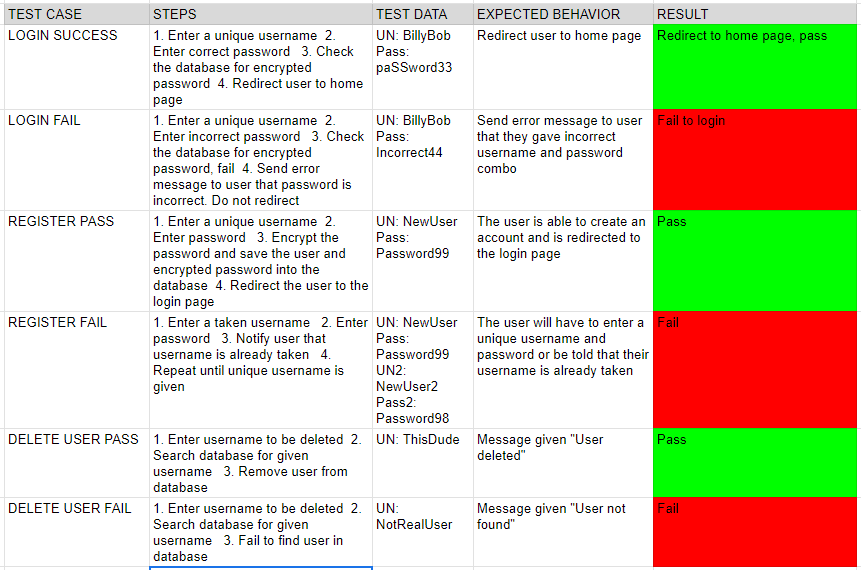 TEST CASE STEPS TEST DATA EXPECTED BEHAVIOR RESULT
LOGIN SUCCESS
1. Enter a unique username 2.
Enter correct password 3. Check
the database for encrypted
password 4. Redirect user to home
page
UN: BillyBob
Pass:
paSSword33
Redirect user to home page
Redirect to home page, pass
LOGIN FAIL
1. Enter a unique username 2.
Enter incorrect password 3. Check
the database for encrypted
password, fail 4. Send error
message to user that password is
incorrect. Do not redirect
UN: BillyBob
Pass:
Incorrect44
Send error message to user
that they gave incorrect
username and password
combo
Fail to login
REGISTER PASS
1. Enter a unique username 2.
Enter password 3. Encrypt the
password and save the user and
encrypted password into the
database 4. Redirect the user to the
login page
UN: NewUser
Pass:
Password99
The user is able to create an
account and is redirected to
the login page
Pass
REGISTER FAIL
1. Enter a taken username 2. Enter
password 3. Notify user that
username is already taken 4.
Repeat until unique username is
given
UN: NewUser
Pass:
Password99
UN2:
NewUser2
Pass2:
Password98
The user will have to enter a
unique username and
password or be told that their
username is already taken
Fail
DELETE USER PASS
1. Enter username to be deleted 2.
Search database for given
username 3. Remove user from
database
UN: ThisDude
Message given "User
deleted"
Pass
DELETE USER FAIL
1. Enter username to be deleted 2.
Search database for given
username 3. Fail to find user in
database
UN:
NotRealUser
Message given "User not
found"
Fail